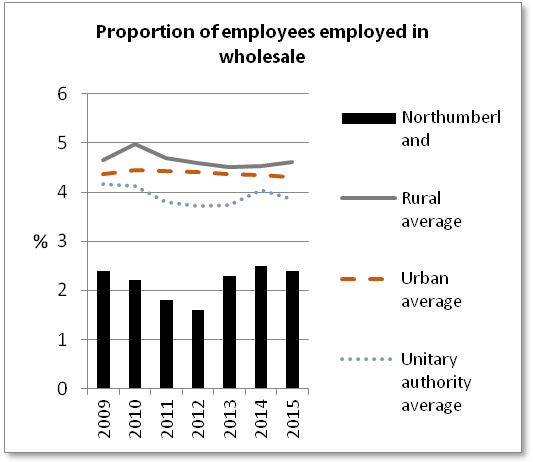 Proportion of employees employed in
wholesale
6
5
4
3
2
1
0
%
2009
2010
2011
2012
2013
2014
2015
Northumberl
and
Rural
average
Urban
average
Unitary
authority
average